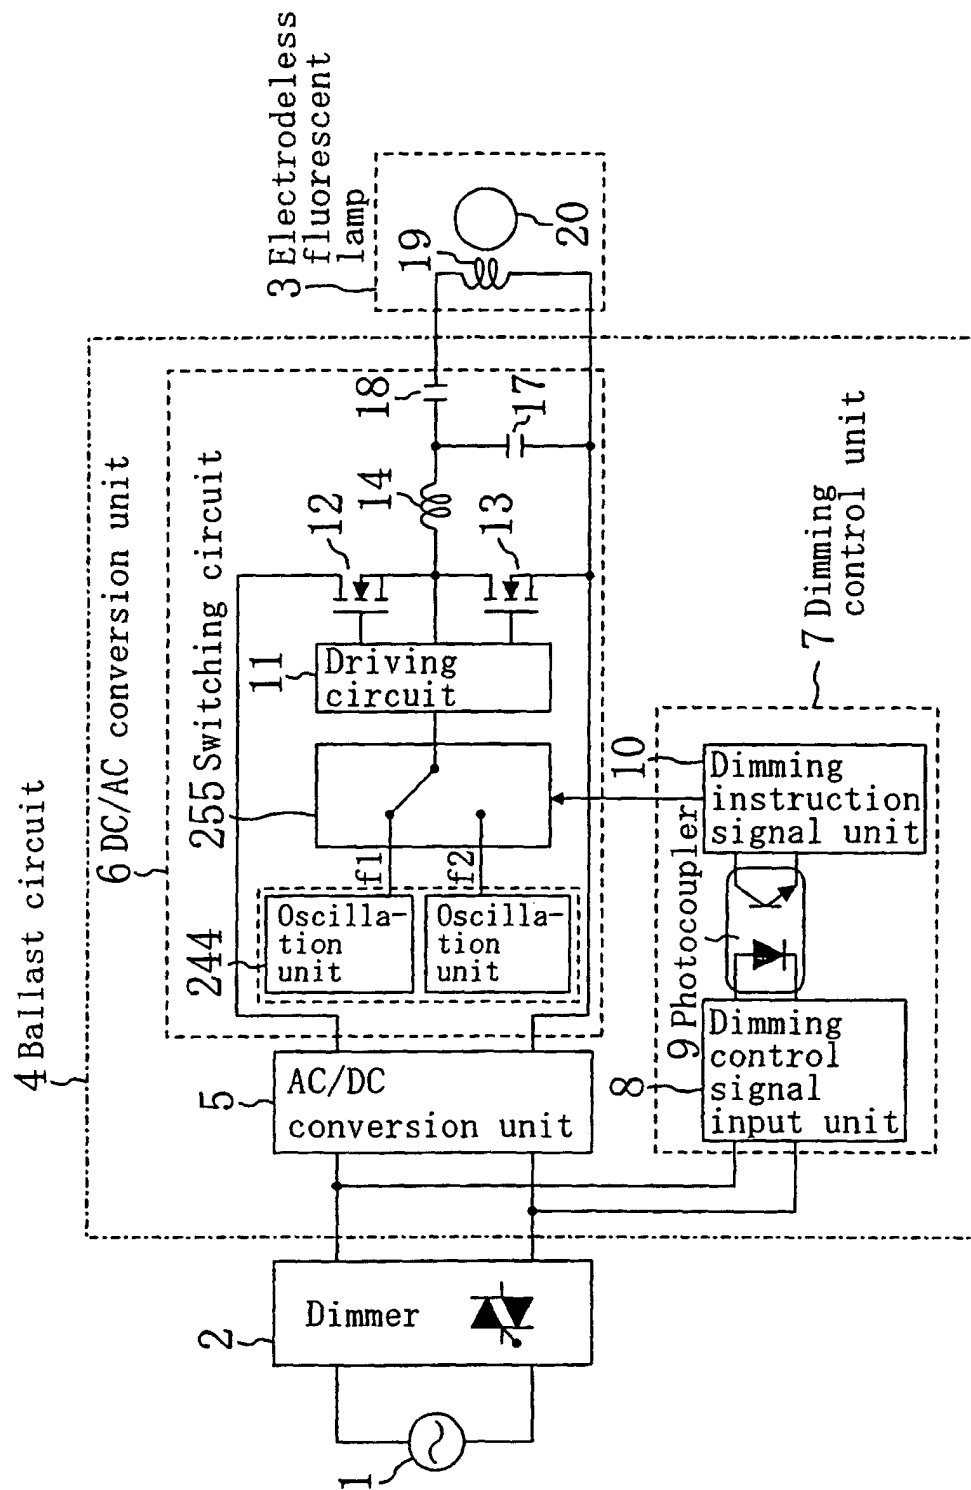 4 Ballast circuit
6 DC/AC conversion unit
3 Electrodeless
fluorescent
lamp
255 Switching circuit
244
Oscilla-
tion
unit
f1
Oscilla-
tion
unit
f2
11
Driving
circuit
12
13
14
18
17
19
20
5
AC/DC
conversion unit
2
Dimmer
1
7 Dimming
control unit
8
Dimming
control
signal
input unit
9 Photocoupler
10
Dimming
instruction
signal unit